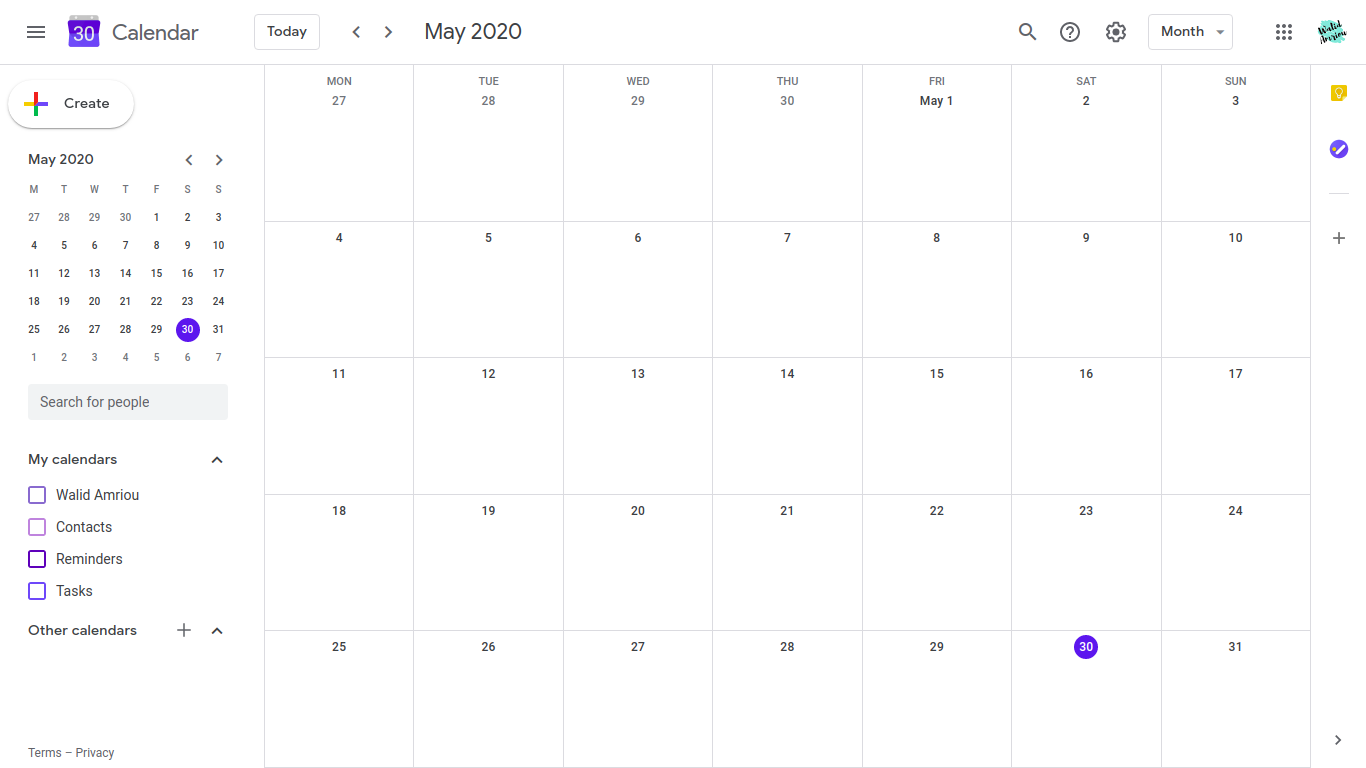 30 Calendar Today May 2020 Month Walid Amriou
Create
May 2020
M T W T F S S
27 28 29 30 1 2 3
4 5 6 7 8 9 10
11 12 13 14 15 16 17
18 19 20 21 22 23 24
25 26 27 28 29 30 31
1 2 3 4 5 6 7
Search for people
My calendars
Walid Amriou
Contacts
Reminders
Tasks
Other calendars
Terms – Privacy
MON TUE WED THU FRI SAT SUN
27 28 29 30 May 1 2 3
4 5 6 7 8 9 10
11 12 13 14 15 16 17
18 19 20 21 22 23 24
25 26 27 28 29 30 31